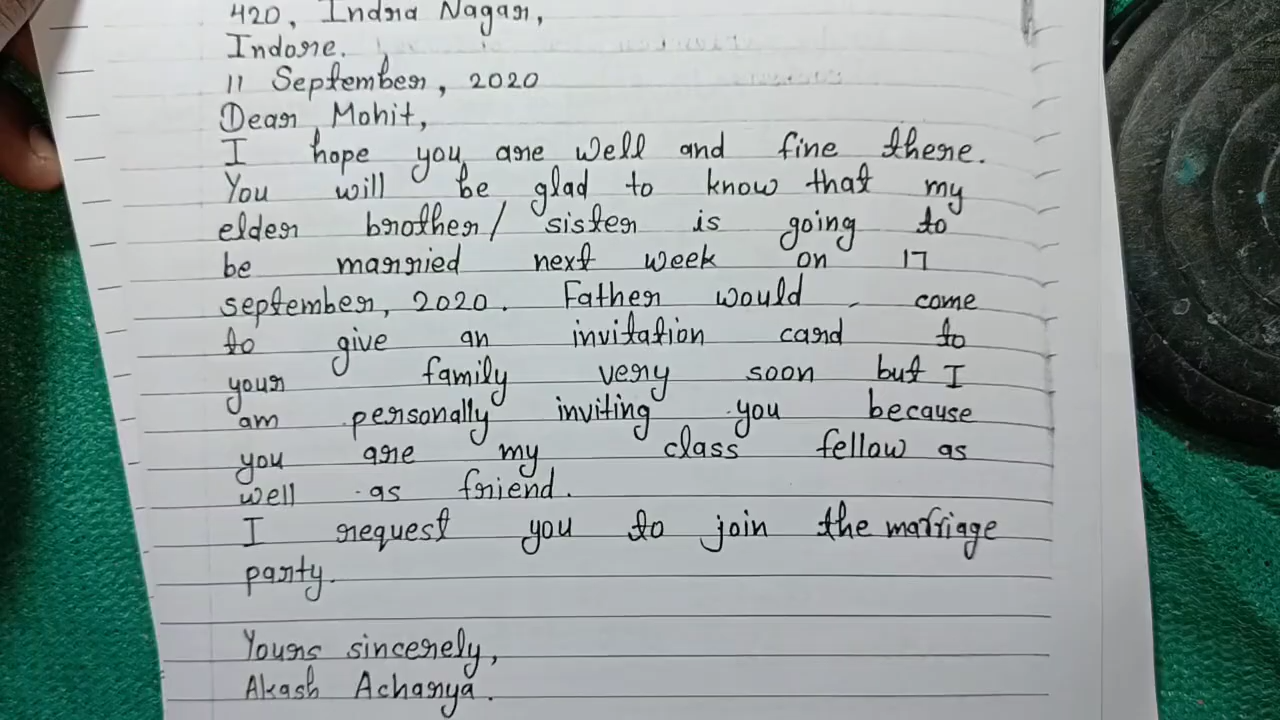 420, Indra Nagar,
Indore.
11 September, 2020
Dear Mohit,
I hope you are well and fine there.
You will be glad to know that my
elder brother/ sister is going to
be married next week on 17
september, 2020. Father would come
to give an invitation card to
your family very soon but I
am personally inviting you because
you are my class fellow as
well as friend.
I request you to join the marriage
party.
Yours sincerely,
Akash Acharya.